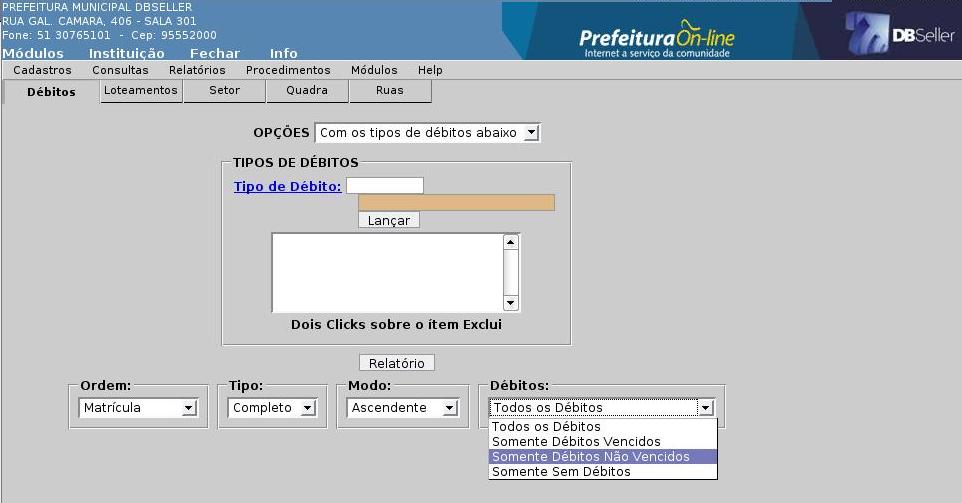 PREFEITURA MUNICIPAL DBSELLER
RUA GAL. CAMARA, 406 - SALA 301
Fone: 51 30765101 - Cep: 95552000
Prefeitura On-line
Internet a serviço da comunidade
DBSeller
Módulos Instituição Fechar Info
Cadastros Consultas Relatórios Procedimentos Módulos Help
Débitos Loteamentos Setor Quadra Ruas
OPÇÕES Com os tipos de débitos abaixo
TIPOS DE DÉBITOS
Tipo de Débito:
Lançar
Dois Clicks sobre o ítem Exclui
Relatório
Ordem: Tipo: Modo: Débitos:
Matrícula Completo Ascendente Todos os Débitos
Todos os Débitos
Somente Débitos Vencidos
Somente Débitos Não Vencidos
Somente Sem Débitos